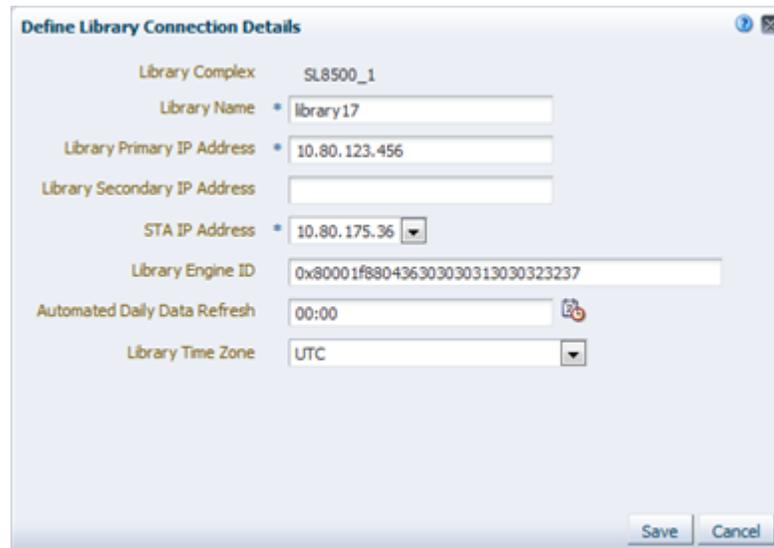 Define Library Connection Details
Library Complex SL8500_1
Library Name * library17
Library Primary IP Address * 10.80.123.456
Library Secondary IP Address
STA IP Address * 10.80.175.36
Library Engine ID 0x80001f8804363030303130303​23237
Automated Daily Data Refresh 00:00
Library Time Zone UTC
Save Cancel